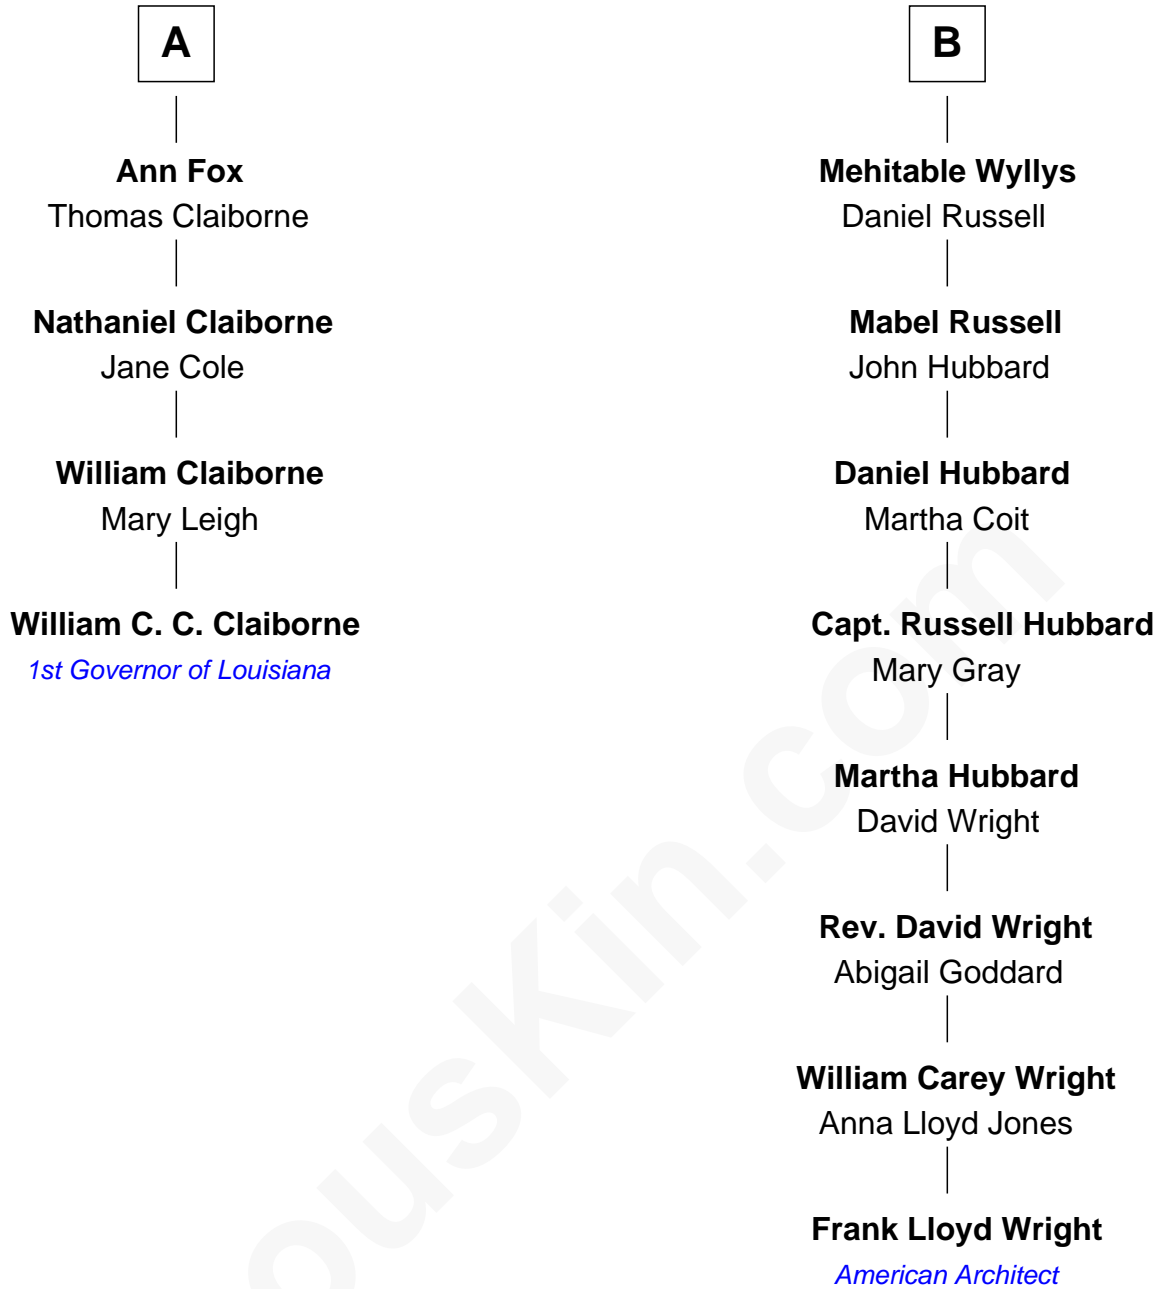 A
Ann Fox
Thomas Claiborne
Nathaniel Claiborne
Jane Cole
William Claiborne
Mary Leigh
William C. C. Claiborne
1st Governor of Louisiana
B
Mehitable Wyllys
Daniel Russell
Mabel Russell
John Hubbard
Daniel Hubbard
Martha Coit
Capt. Russell Hubbard
Mary Gray
Martha Hubbard
David Wright
Rev. David Wright
Abigail Goddard
William Carey Wright
Anna Lloyd Jones
Frank Lloyd Wright
American Architect
ousKin.com